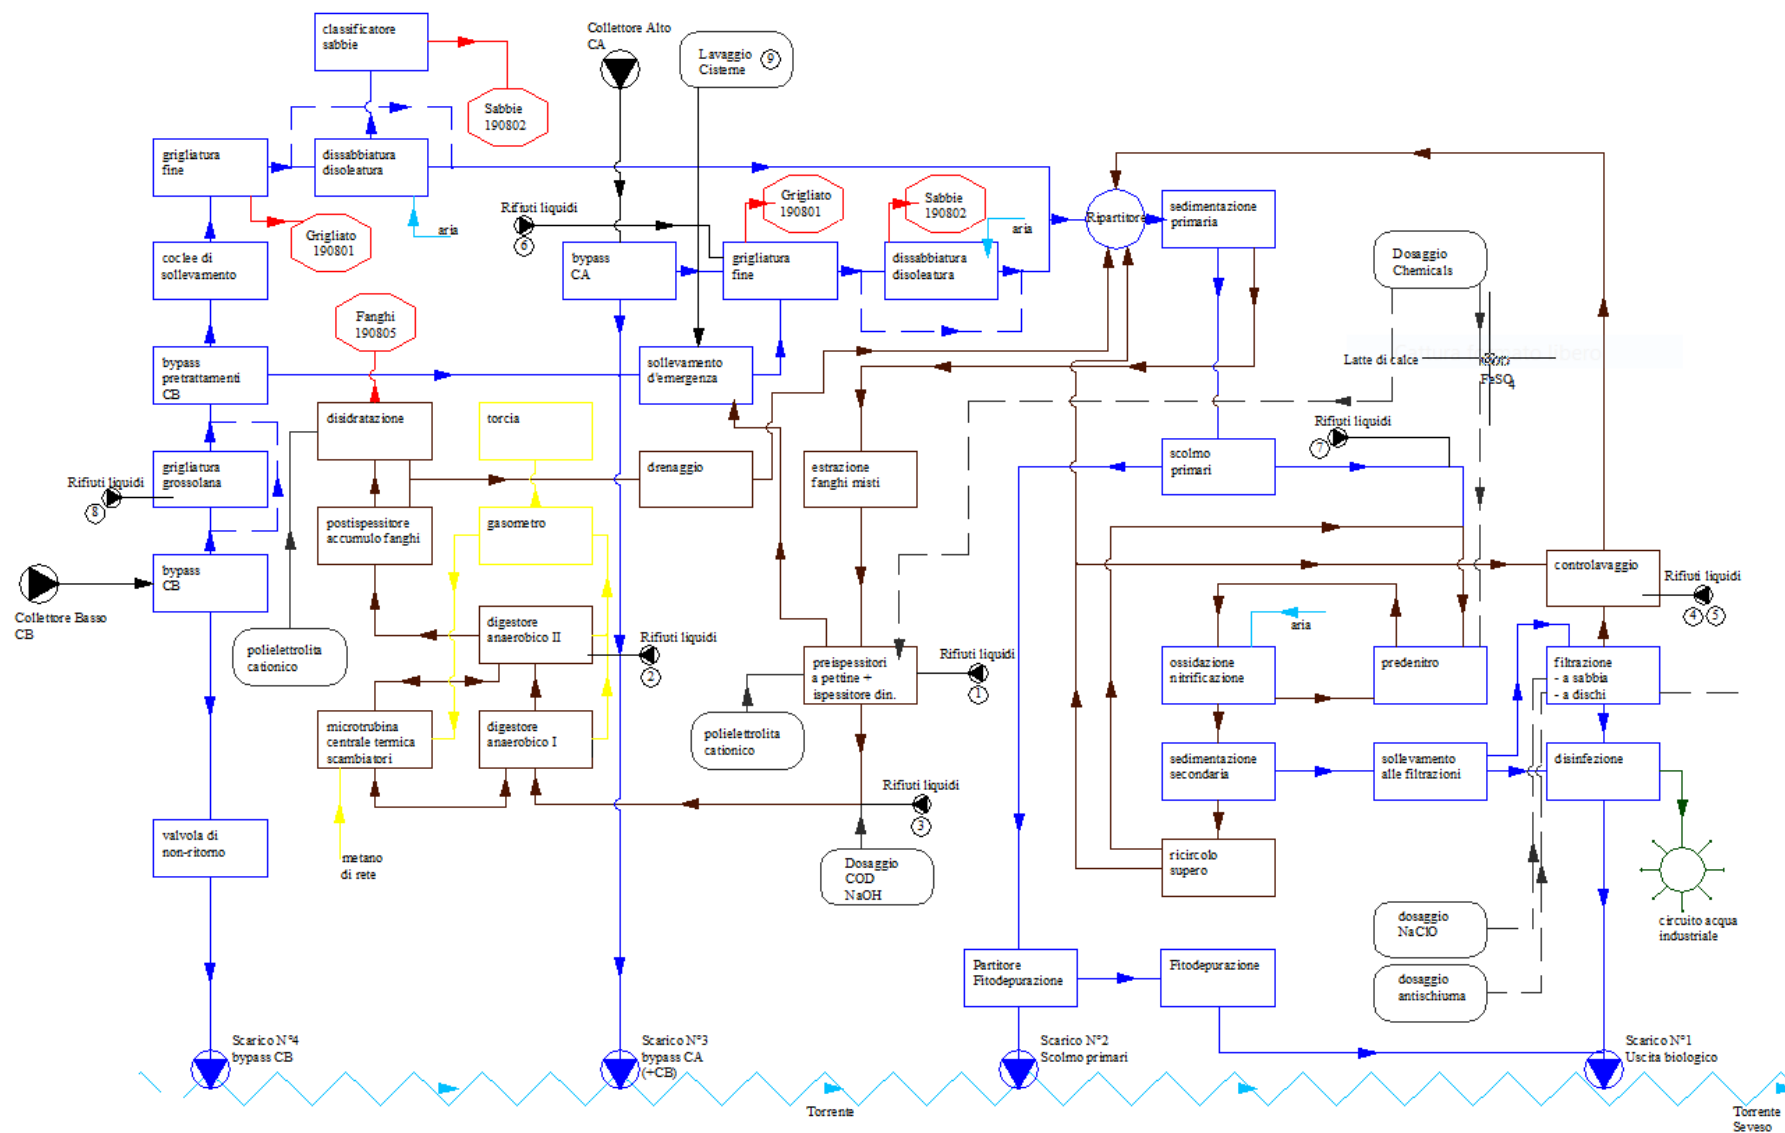 classificatore
sabbie
Collettore Alto
CA
Lavaggio
Cisterne
9
Sabbie
190802
grigliatura
fine
dissabbiatura
disoleatura
Grigliato
190801
Sabbie
190802
Ripartitore
sedimentazione
primaria
Rifiuti liquidi
6
aria
aria
Grigliato
190801
coclee di
sollevamento
bypass
CA
grigliatura
fine
dissabbiatura
disoleatura
Dosaggio
Chemicals
Fanghi
190805
bypass
pretrattamenti
CB
sollevamento
d'emergenza
Latte di calce
FeSO4
disidratazione
torcia
Rifiuti liquidi
7
grigliatura
grossolana
Rifiuti liquidi
8
drenaggio
estrazione
fanghi misti
scolmo
primari
postispessitore
accumulo fanghi
gasometro
bypass
CB
controlavaggio
Rifiuti liquidi
4
5
Collettore Basso
CB
digestore
anaerobico II
Rifiuti liquidi
2
aria
polielettrolita
cationico
preispessitori
a pettine +
ispessitore din.
Rifiuti liquidi
1
ossidazione
nitrificazione
predenitro
filtrazione
- a sabbia
- a dischi
microtrubina
centrale termica
scambiatori
digestore
anaerobico I
polielettrolita
cationico
sedimentazione
secondaria
sollevamento
alle filtrazioni
disinfezione
Rifiuti liquidi
3
valvola di
non-ritorno
metano
di rete
Dosaggio
COD
NaOH
ricircolo
supero
dosaggio
NaClO
circuito acqua
industriale
Partitore
Fitodepurazione
Fitodepurazione
dosaggio
antischiuma
Scarico N°4
bypass CB
Scarico N°3
bypass CA
(+CB)
Scarico N°2
Scolmo primari
Scarico N°1
Uscita biologico
Torrente
Torrente
Seveso